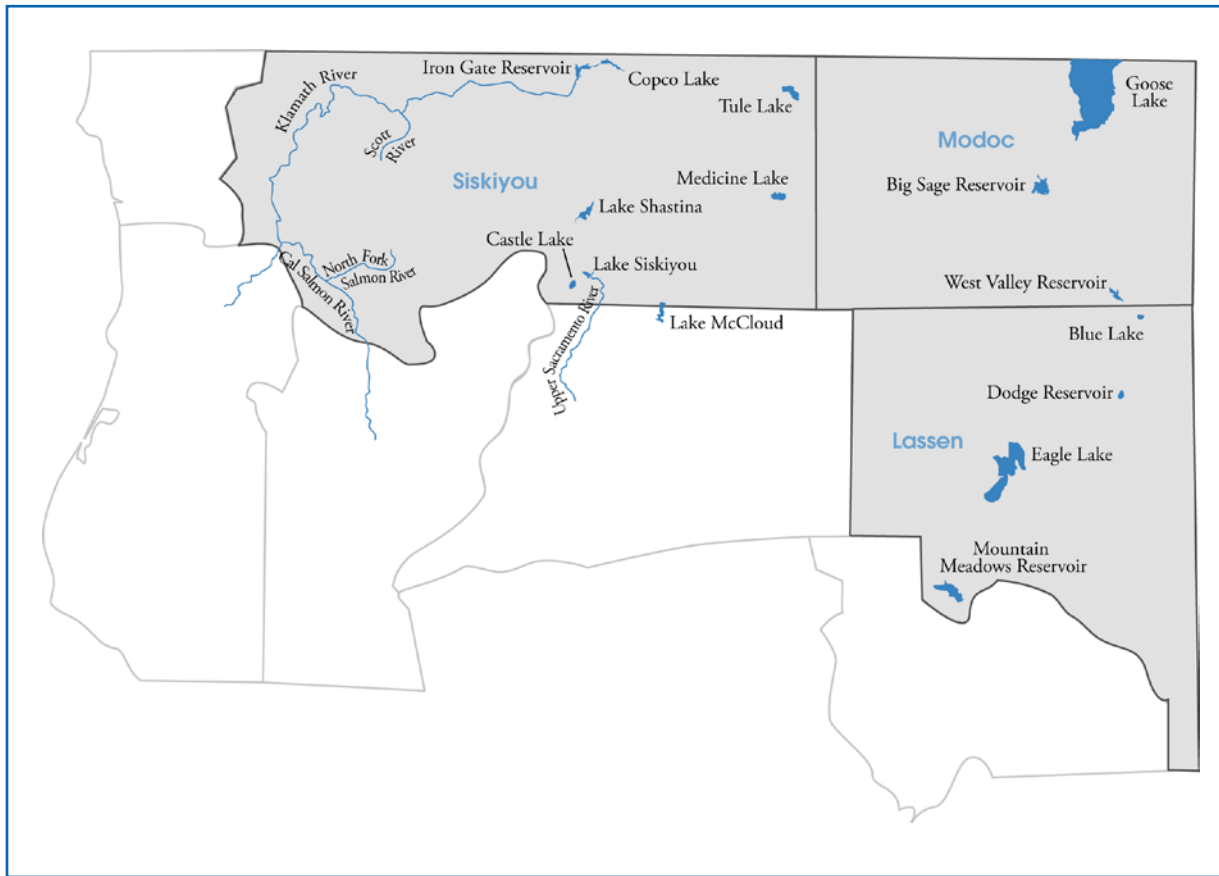 Klamath River
Iron Gate Reservoir
Copco Lake
Tule Lake
Goose
Lake
Scott
River
Modoc
Siskiyou
Medicine Lake
Big Sage Reservoir
Lake Shastina
Castle Lake
Lake Siskiyou
North Fork
Salmon River
Cal Salmon River
West Valley Reservoir
Lake McCloud
Blue Lake
Upper Sacramento River
Dodge Reservoir
Lassen
Eagle Lake
Mountain
Meadows Reservoir